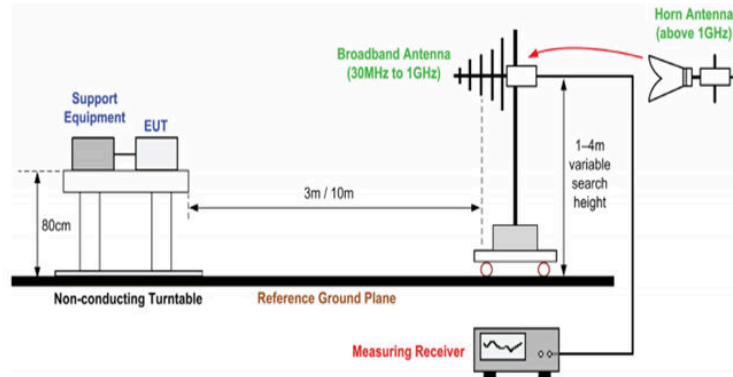 Horn Antenna
(above 1GHz)
Broadband Antenna
(30MHz to 1GHz)
Support
Equipment
EUT
1–4m
variable
search
height
3m / 10m
80cm
Non-conducting Turntable
Reference Ground Plane
Measuring Receiver